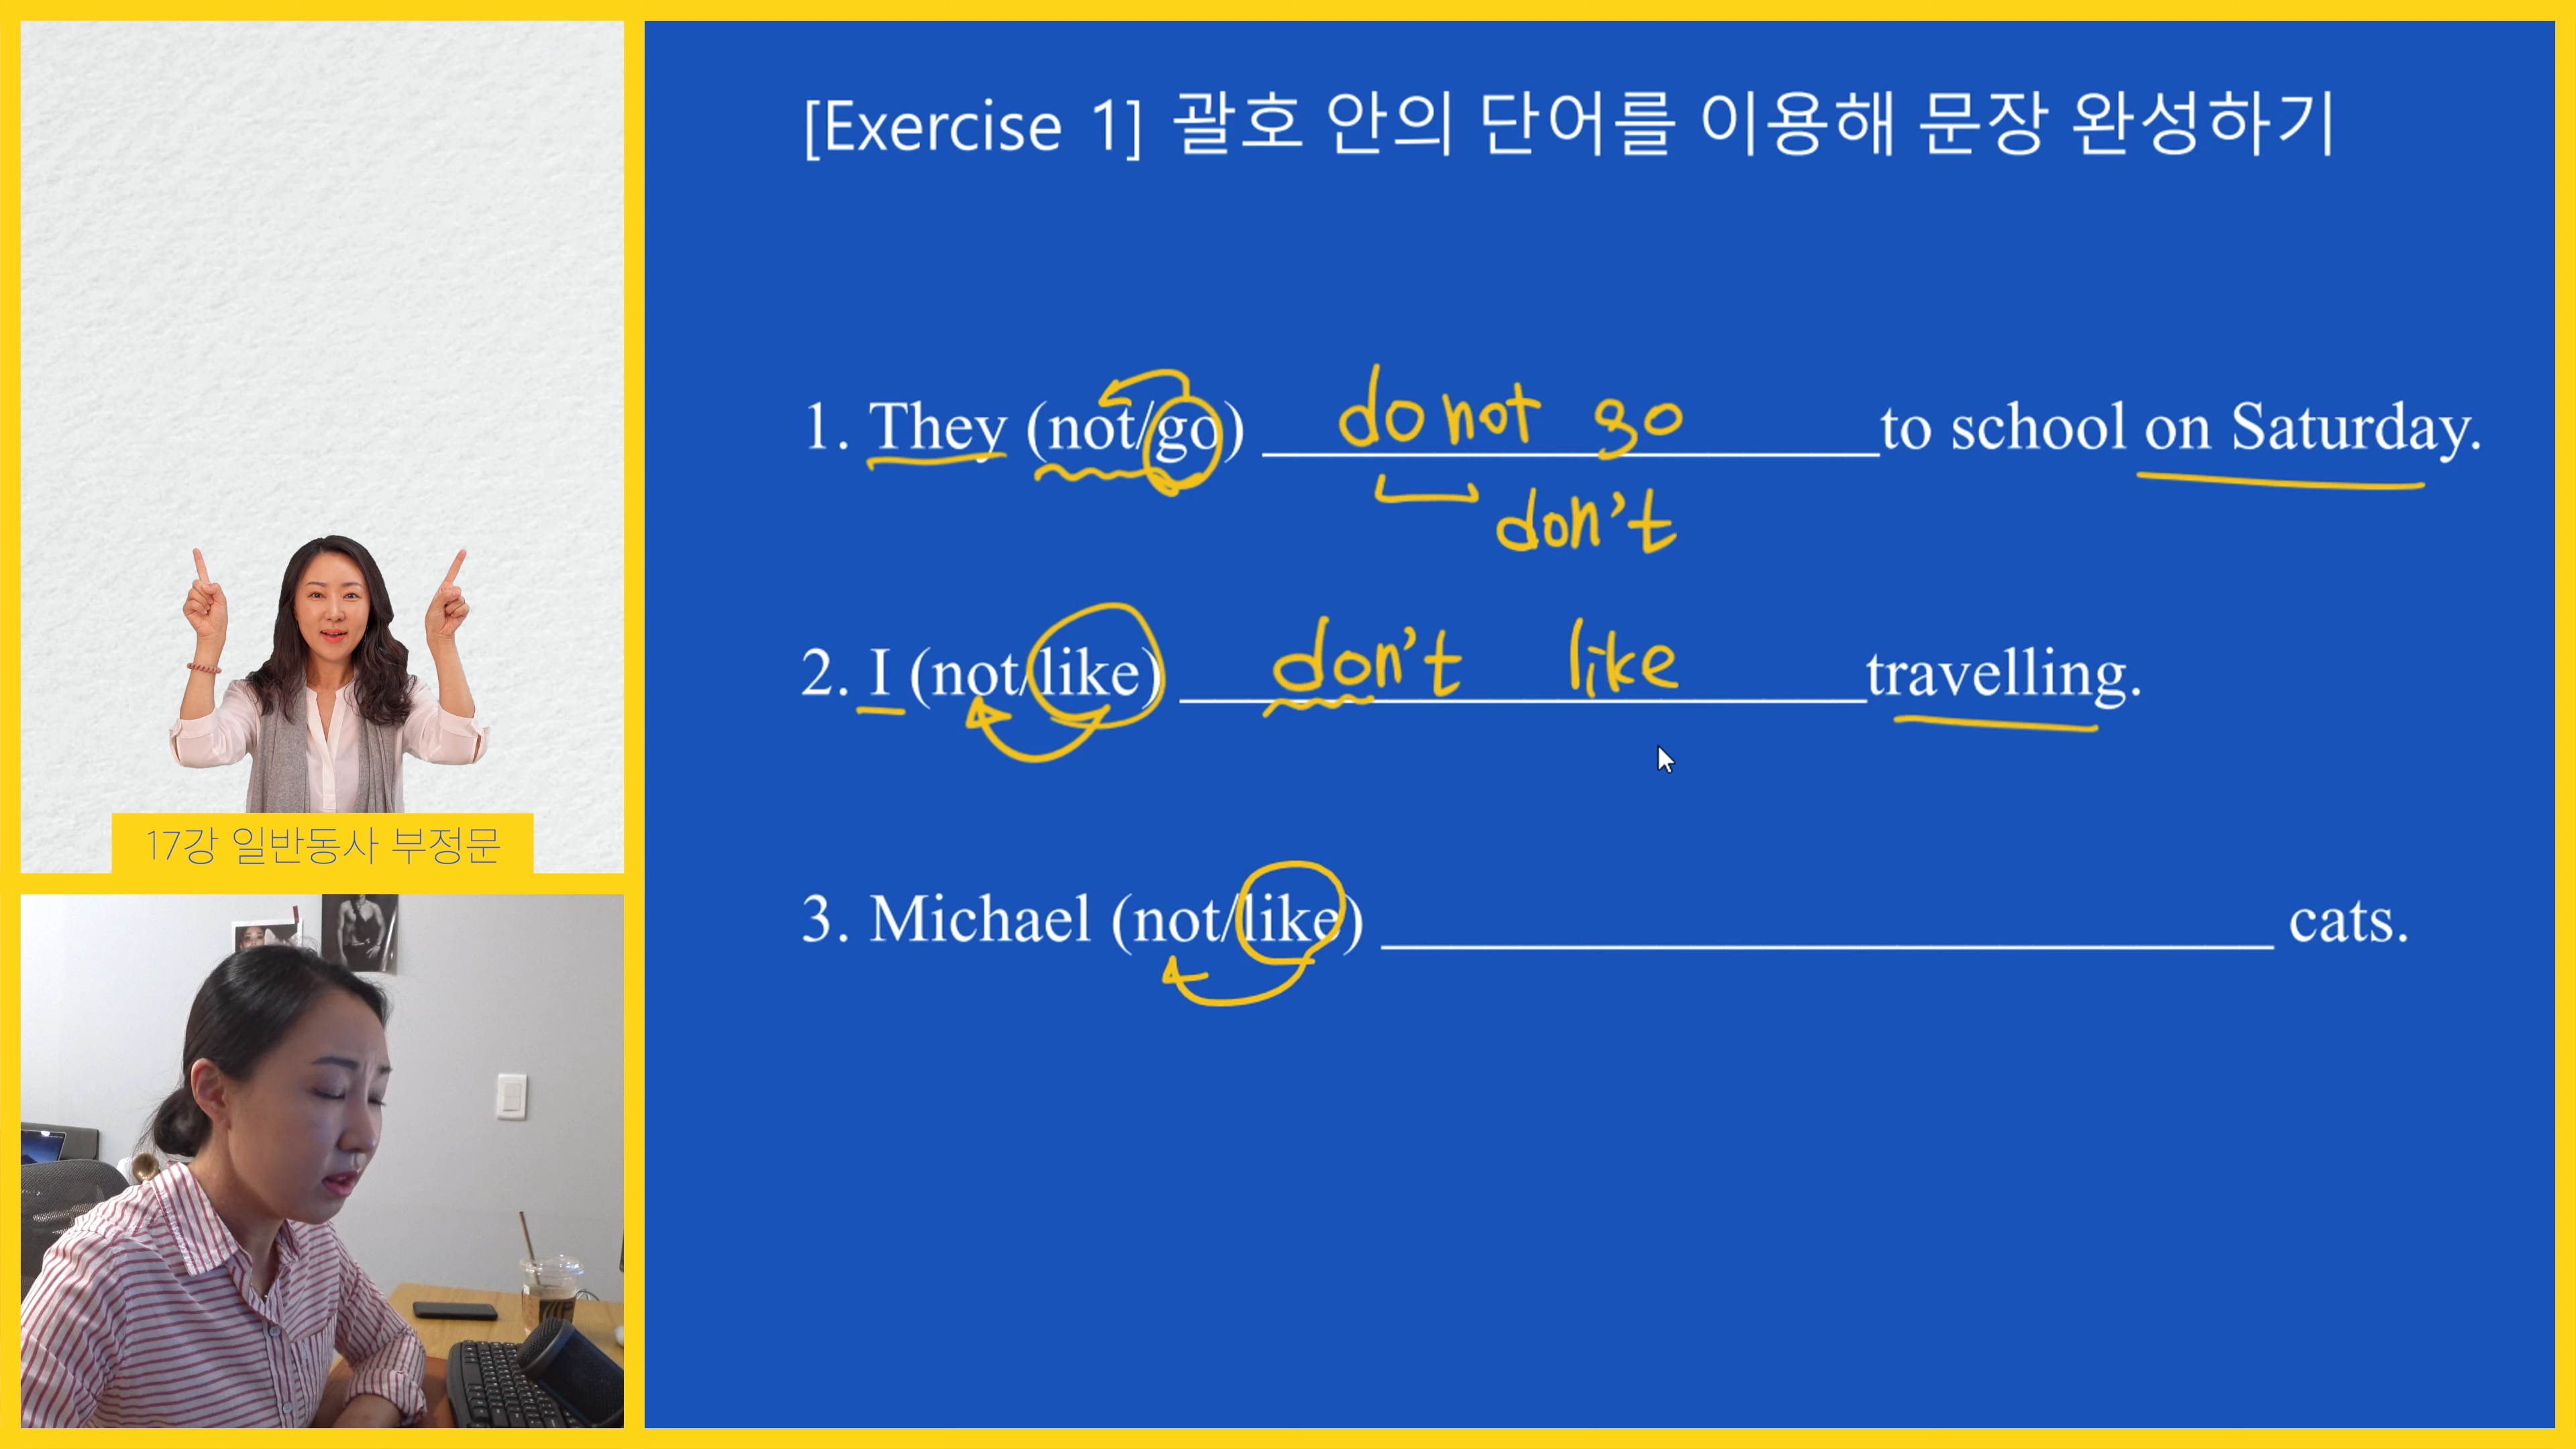 [Exercise 1] 괄호 안의 단어를 이용해 문장 완성하기
1. They (not/go) do not go to school on Saturday.
don't
2. I (not/like) don't like travelling.
3. Michael (not/like) cats.
17강 일반동사 부정문